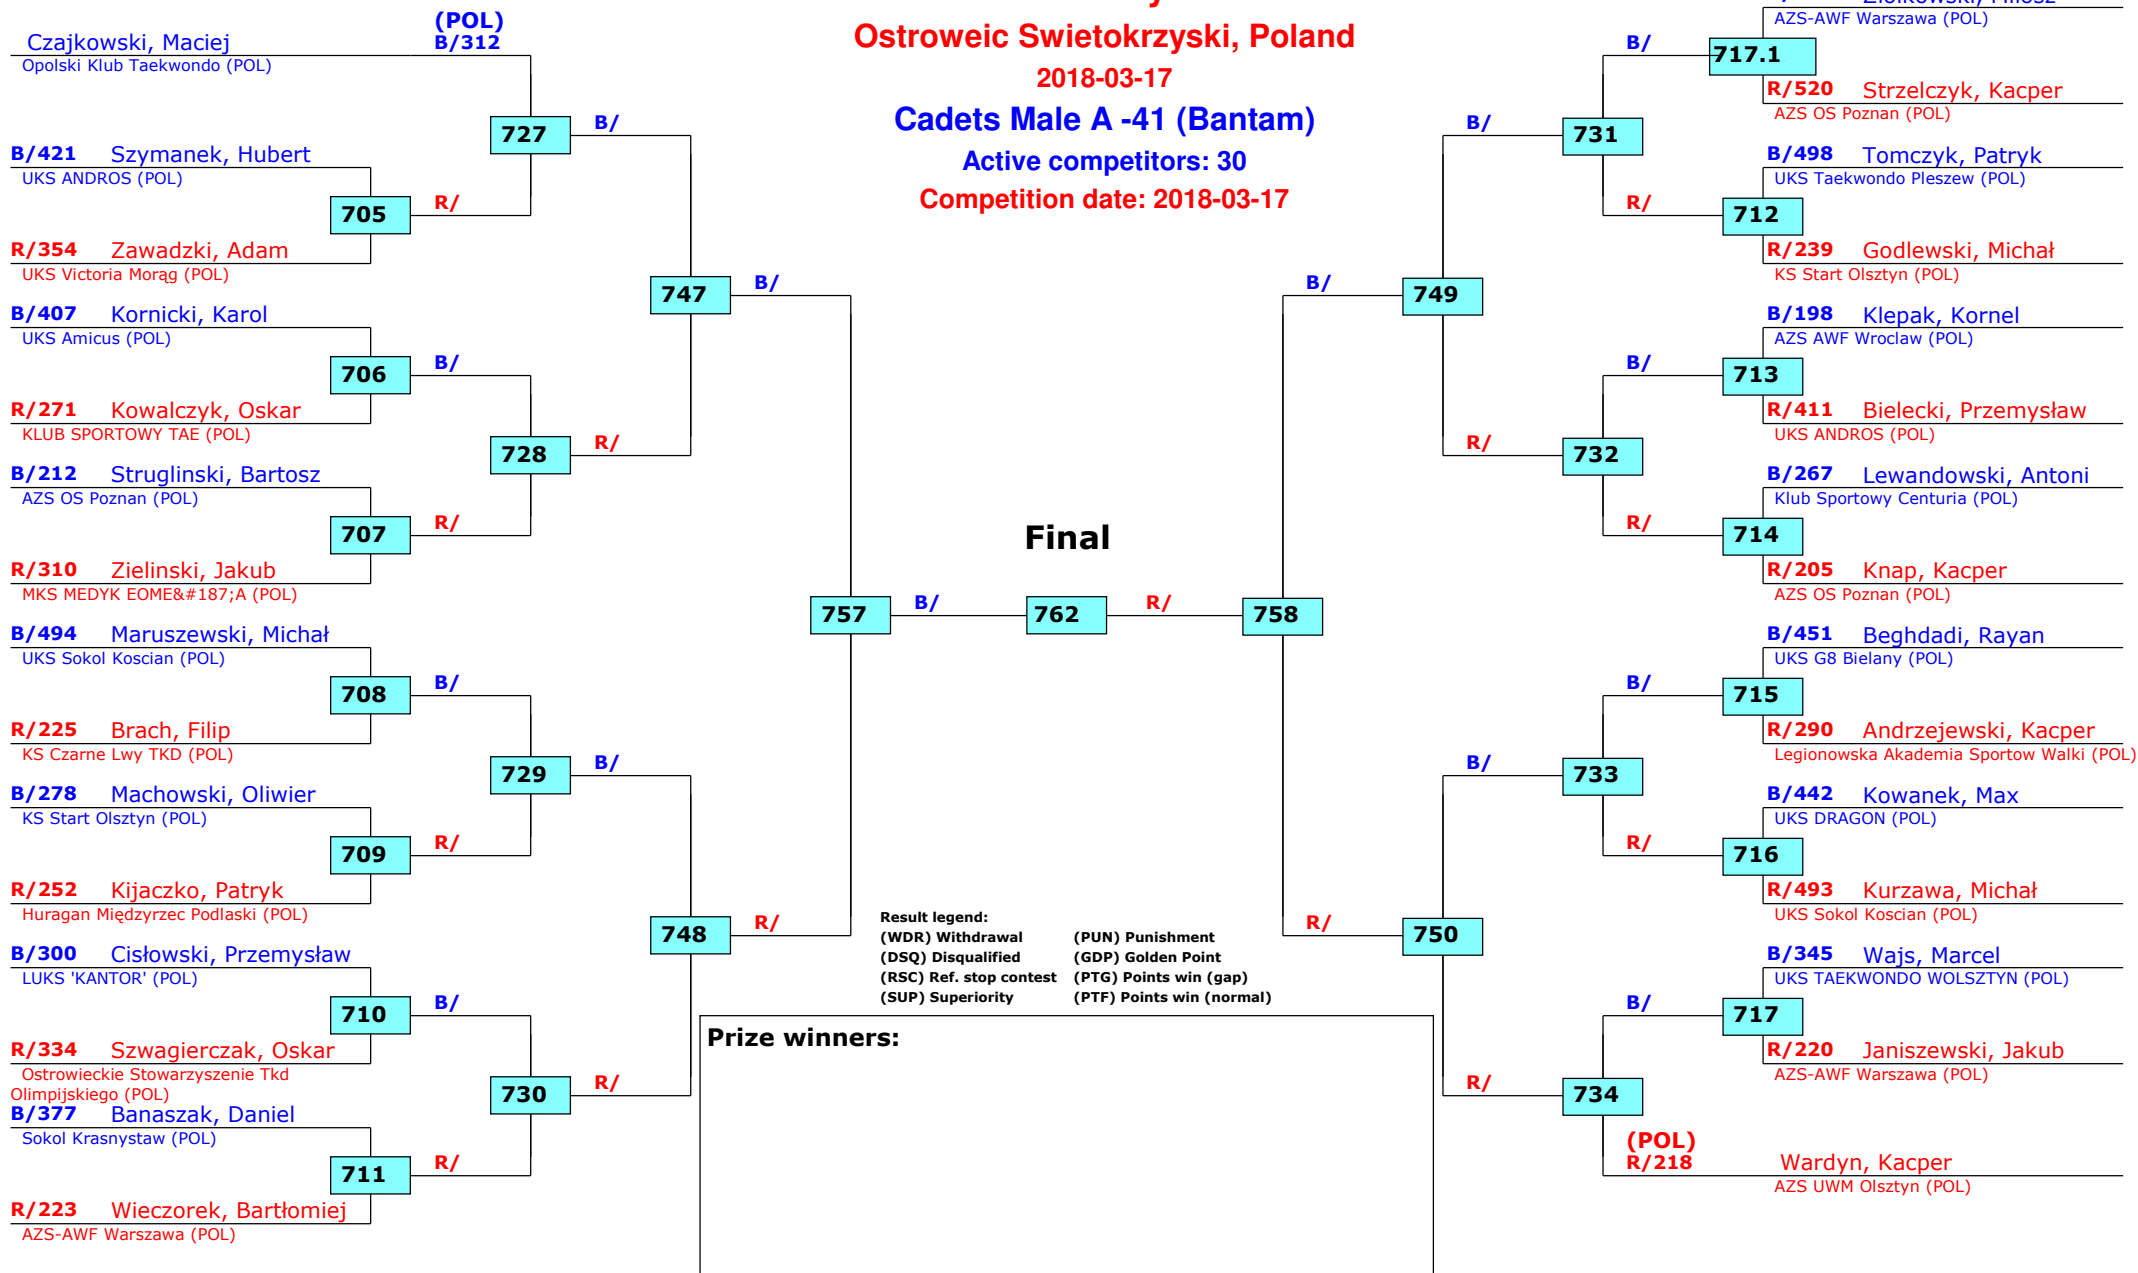 Ostroweic Swietokrzyski, Poland
2018-03-17
Cadets Male A -41 (Bantam)
Active competitors: 30
Competition date: 2018-03-17
(POL)
Czajkowski, Maciej B/312
Opolski Klub Taekwondo (POL)
727 B/
B/421 Szymanek, Hubert
UKS ANDROS (POL)
705 R/
R/354 Zawadzki, Adam
UKS Victoria Morąg (POL)
747 B/
B/407 Kornicki, Karol
UKS Amicus (POL)
706 B/
R/271 Kowalczyk, Oskar
KLUB SPORTOWY TAE (POL)
728 R/
B/212 Struglinski, Bartosz
AZS OS Poznan (POL)
707 R/
R/310 Zielinski, Jakub
MKS MEDYK EOME&#187;A (POL)
757 B/
B/494 Maruszewski, Michał
UKS Sokol Koscian (POL)
708 B/
R/225 Brach, Filip
KS Czarne Lwy TKD (POL)
729 B/
B/278 Machowski, Oliwier
KS Start Olsztyn (POL)
709 R/
R/252 Kijaczko, Patryk
Huragan Międzyrzec Podlaski (POL)
748 R/
B/300 Cisłowski, Przemysław
LUKS 'KANTOR' (POL)
710 B/
R/334 Szwagierczak, Oskar
Ostrowieckie Stowarzyszenie Tkd
Olimpijskiego (POL)
730 R/
B/377 Banaszak, Daniel
Sokol Krasnystaw (POL)
711 R/
R/223 Wieczorek, Bartłomiej
AZS-AWF Warszawa (POL)
Final
762
R/ 758
AZS-AWF Warszawa (POL)
B/ 717.1
R/520 Strzelczyk, Kacper
AZS OS Poznan (POL)
B/ 731
B/498 Tomczyk, Patryk
UKS Taekwondo Pleszew (POL)
R/ 712
R/239 Godlewski, Michał
KS Start Olsztyn (POL)
B/ 749
B/198 Klepak, Kornel
AZS AWF Wroclaw (POL)
B/ 713
R/411 Bielecki, Przemysław
UKS ANDROS (POL)
R/ 732
B/267 Lewandowski, Antoni
Klub Sportowy Centuria (POL)
R/ 714
R/205 Knap, Kacper
AZS OS Poznan (POL)
B/451 Beghdadi, Rayan
UKS G8 Bielany (POL)
B/ 715
R/290 Andrzejewski, Kacper
Legionowska Akademia Sportow Walki (POL)
B/ 733
B/442 Kowanek, Max
UKS DRAGON (POL)
R/ 716
R/493 Kurzawa, Michał
UKS Sokol Koscian (POL)
R/ 750
B/345 Wajs, Marcel
UKS TAEKWONDO WOLSZTYN (POL)
B/ 717
R/220 Janiszewski, Jakub
AZS-AWF Warszawa (POL)
R/ 734
(POL)
R/218 Wardyn, Kacper
AZS UWM Olsztyn (POL)
Result legend:
(WDR) Withdrawal (PUN) Punishment
(DSQ) Disqualified (GDP) Golden Point
(RSC) Ref. stop contest (PTG) Points win (gap)
(SUP) Superiority (PTF) Points win (normal)
Prize winners: